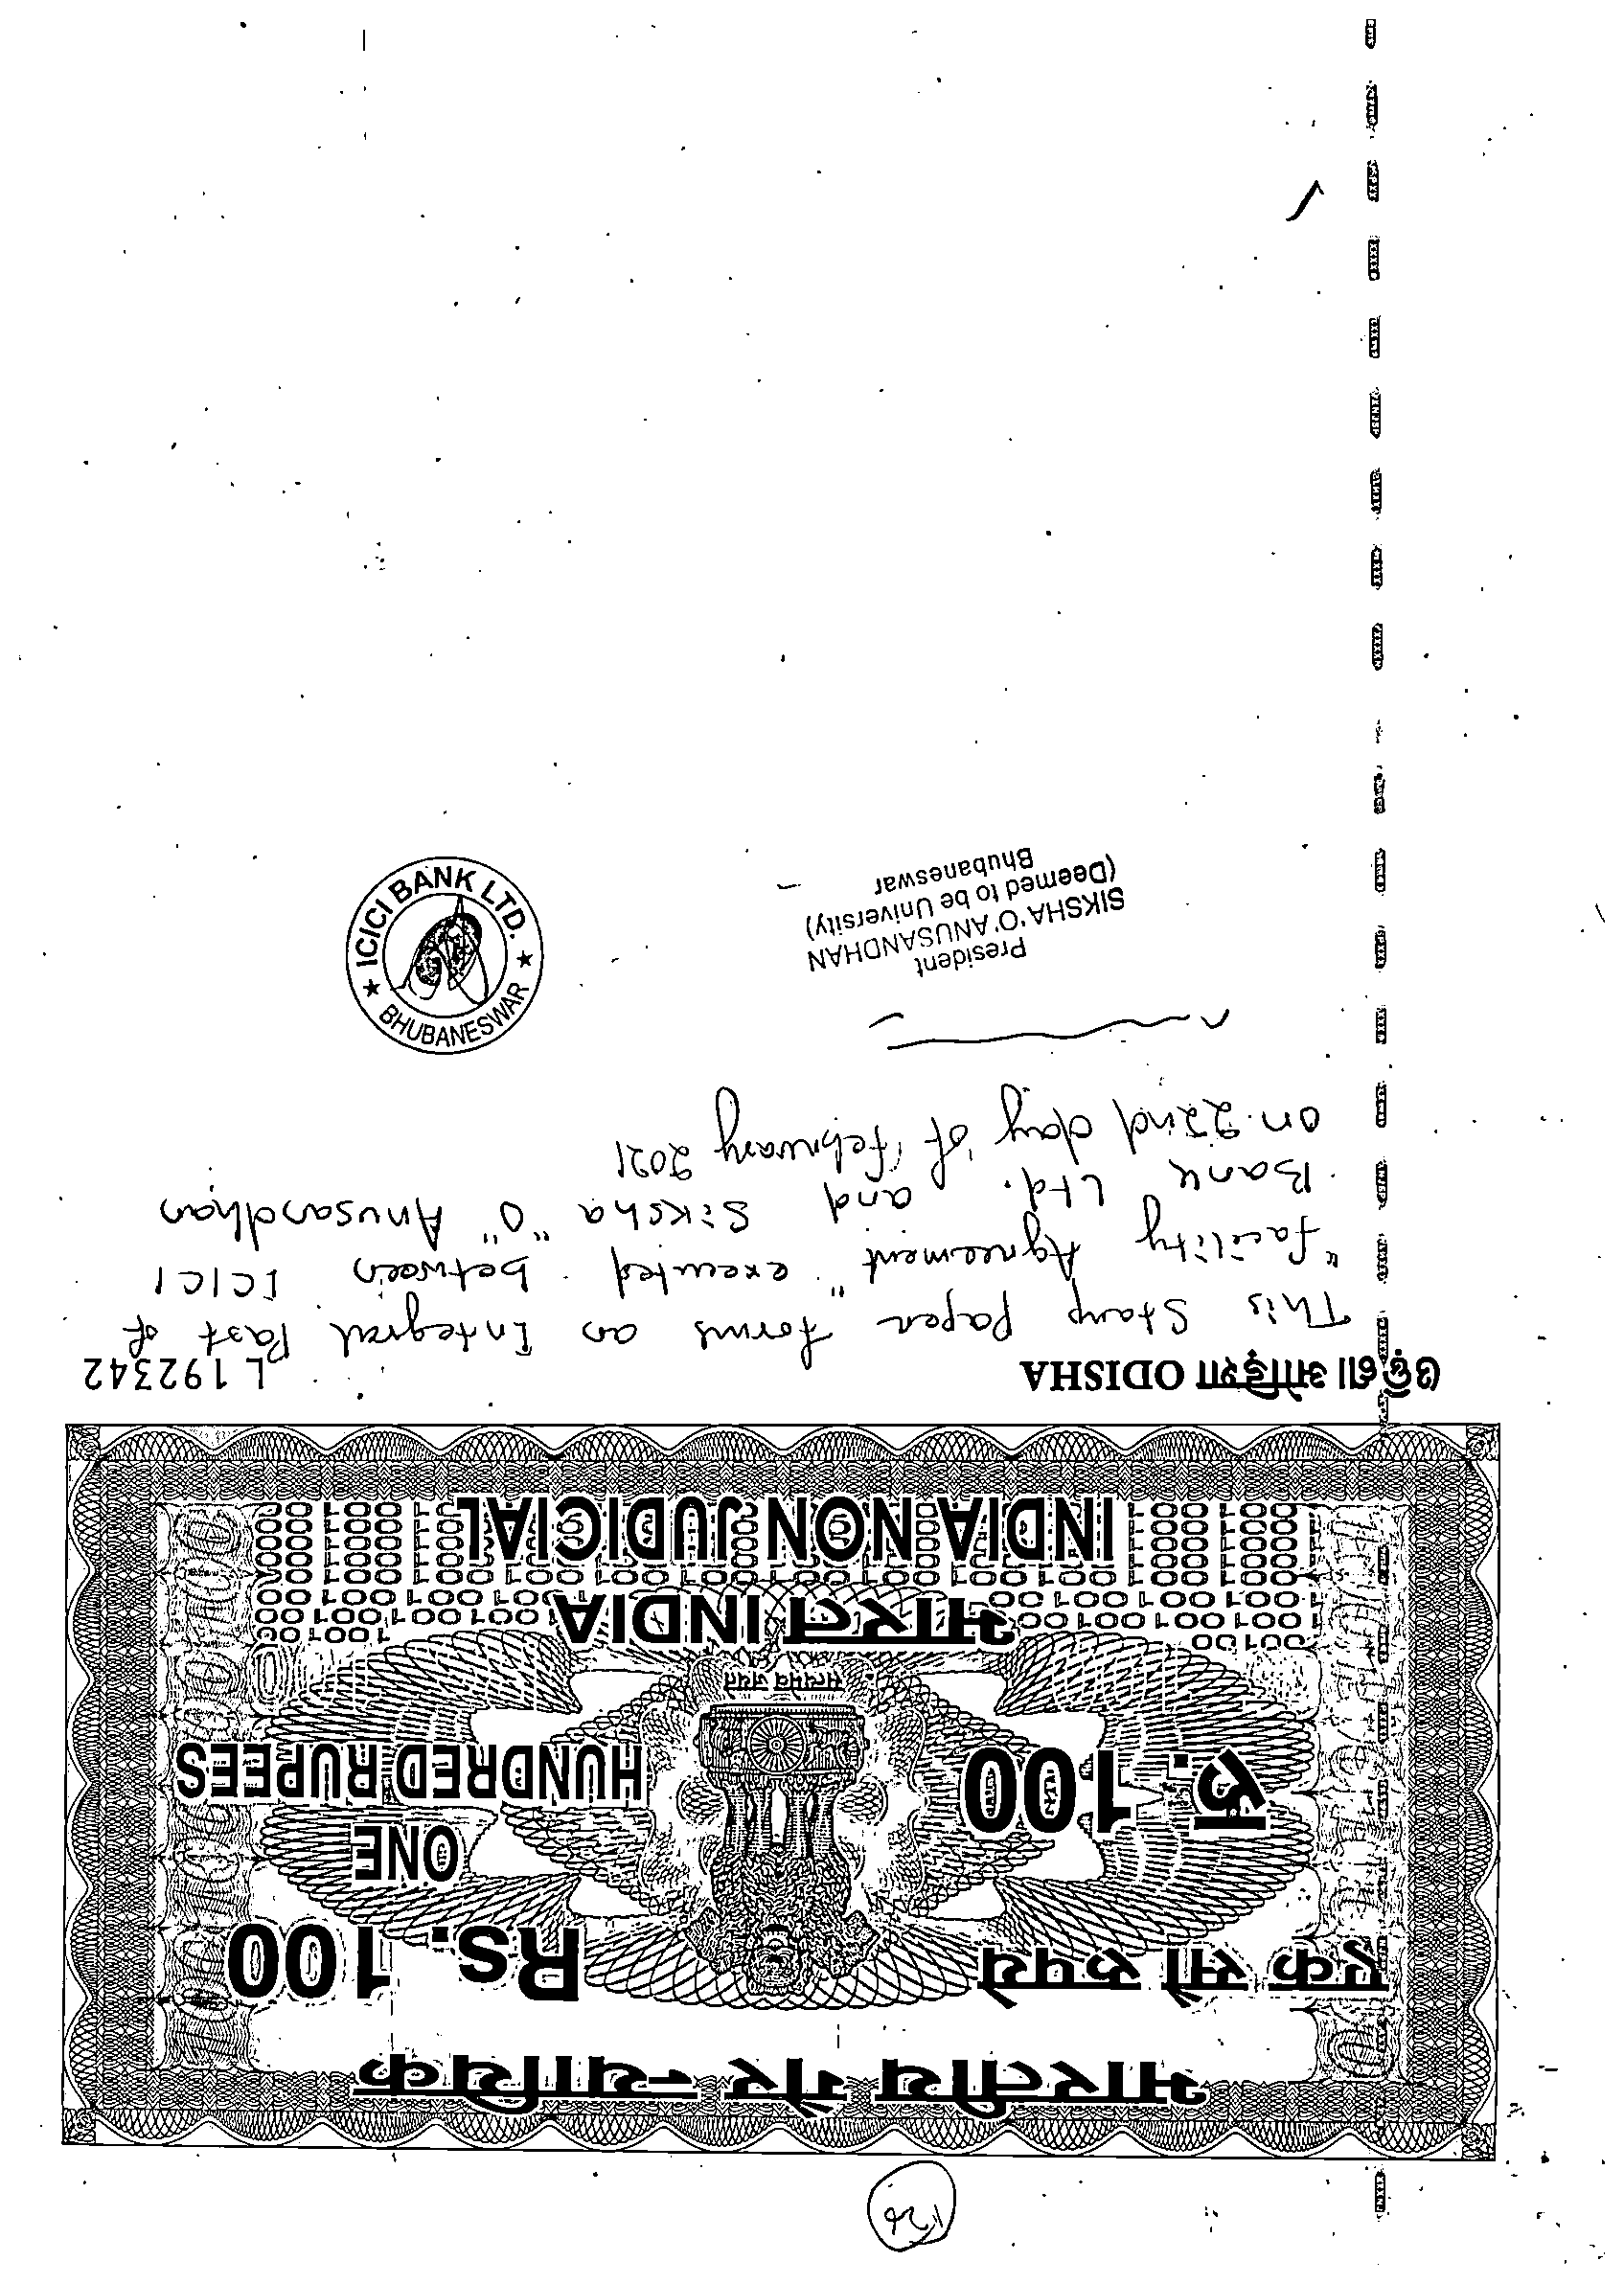 भारतीय गैर न्यायिक
एक सौ रुपये
Rs. 100
रु. 100
ONE
HUNDRED RUPEES
सत्यमेव जयते
भारत INDIA
INDIA NON JUDICIAL
ଓଡ଼ିଶା ओड़िशा ODISHA
L 192342
This Stamp Paper forms an Integral Part of
"facility Agreement" executed between ICICI
Bank Ltd. and Siksha "O" Anusandhan
on 22nd day of February 2021
President
SIKSHA 'O' ANUSANDHAN
(Deemed to be University)
Bhubaneswar
ICICI BANK LTD.
BHUBANESWAR